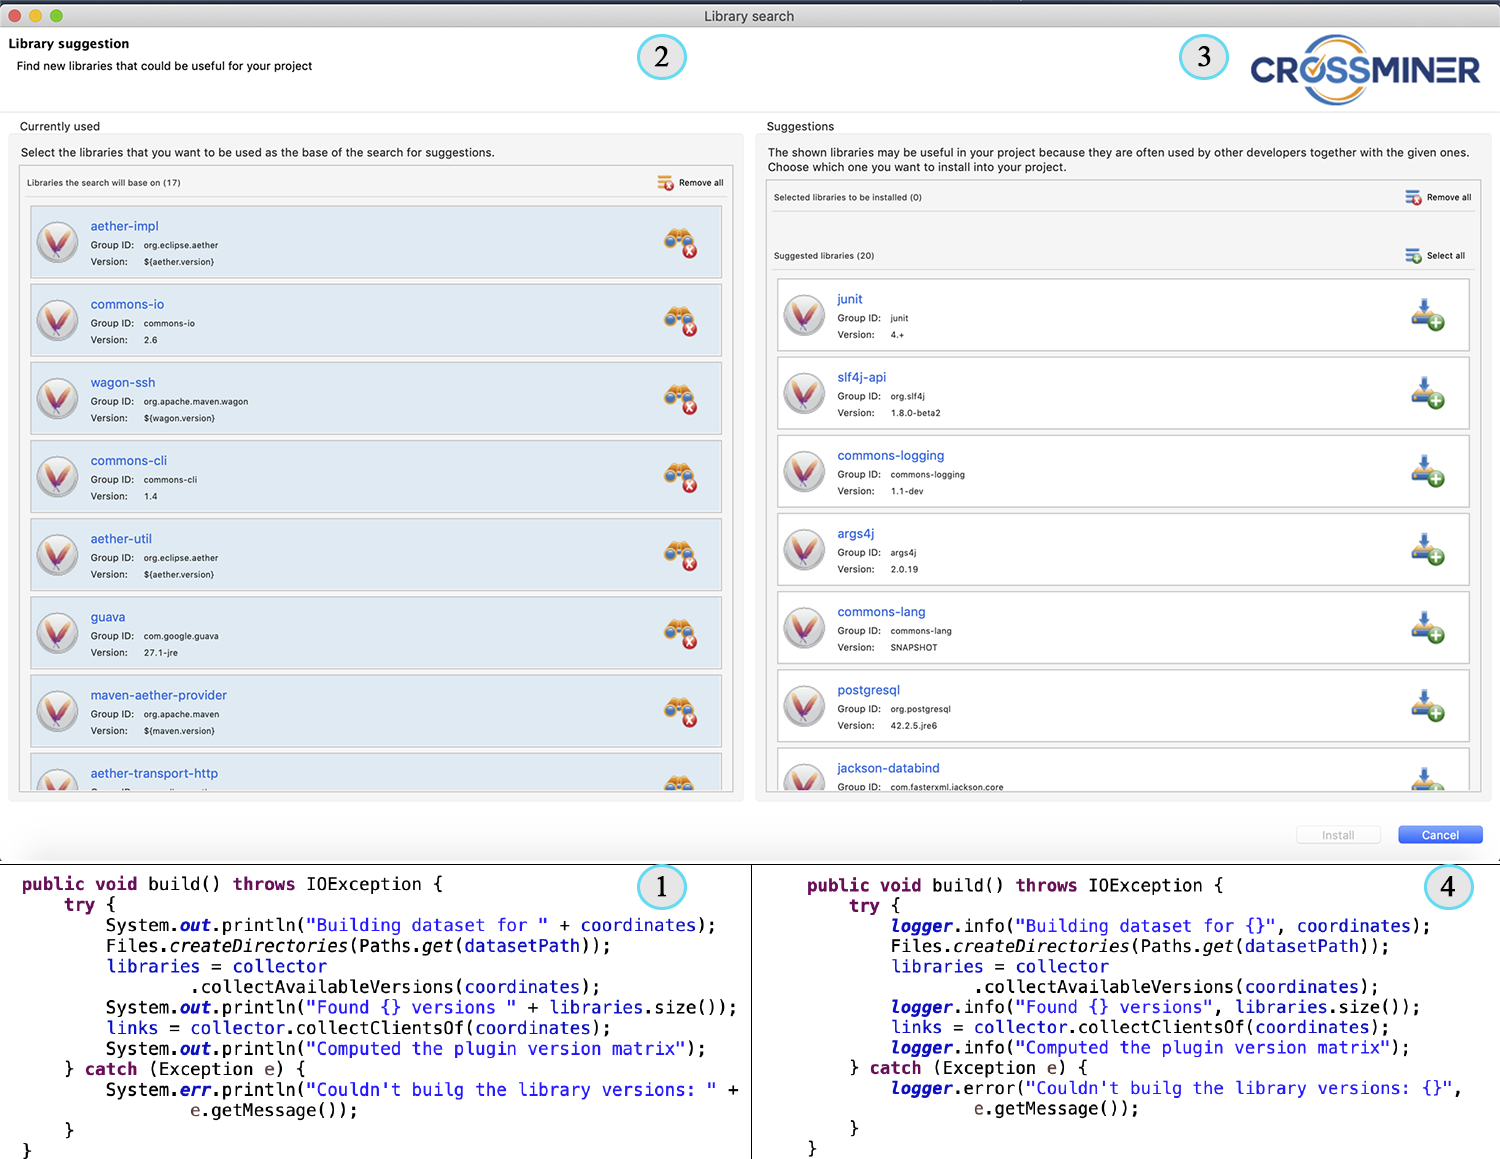 Library search
Library suggestion
Find new libraries that could be useful for your project
2
3
CROSSMINER
Currently used
Select the libraries that you want to be used as the base of the search for suggestions.
Libraries the search will base on (17)
Remove all
aether-impl
Group ID: org.eclipse.aether
Version: ${aether.version}
commons-io
Group ID: commons-io
Version: 2.6
wagon-ssh
Group ID: org.apache.maven.wagon
Version: ${wagon.version}
commons-cli
Group ID: commons-cli
Version: 1.4
aether-util
Group ID: org.eclipse.aether
Version: ${aether.version}
guava
Group ID: com.google.guava
Version: 27.1-jre
maven-aether-provider
Group ID: org.apache.maven
Version: ${maven.version}
aether-transport-http
Suggestions
The shown libraries may be useful in your project because they are often used by other developers together with the given ones.
Choose which one you want to install into your project.
Selected libraries to be installed (0)
Remove all
Suggested libraries (20)
Select all
junit
Group ID: junit
Version: 4.+
slf4j-api
Group ID: org.slf4j
Version: 1.8.0-beta2
commons-logging
Group ID: commons-logging
Version: 1.1-dev
args4j
Group ID: args4j
Version: 2.0.19
commons-lang
Group ID: commons-lang
Version: SNAPSHOT
postgresql
Group ID: org.postgresql
Version: 42.2.5.jre6
jackson-databind
Group ID: com.fasterxml.jackson.core
Install
Cancel
1
public void build() throws IOException {
try {
System.out.println("Building dataset for " + coordinates);
Files.createDirectories(Paths.get(datasetPath));
libraries = collector
.collectAvailableVersions(coordinates);
System.out.println("Found {} versions " + libraries.size());
links = collector.collectClientsOf(coordinates);
System.out.println("Computed the plugin version matrix");
} catch (Exception e) {
System.err.println("Couldn't builg the library versions: " +
e.getMessage());
}
}
4
public void build() throws IOException {
try {
logger.info("Building dataset for {}", coordinates);
Files.createDirectories(Paths.get(datasetPath));
libraries = collector
.collectAvailableVersions(coordinates);
logger.info("Found {} versions", libraries.size());
links = collector.collectClientsOf(coordinates);
logger.info("Computed the plugin version matrix");
} catch (Exception e) {
logger.error("Couldn't builg the library versions: {}",
e.getMessage());
}
}